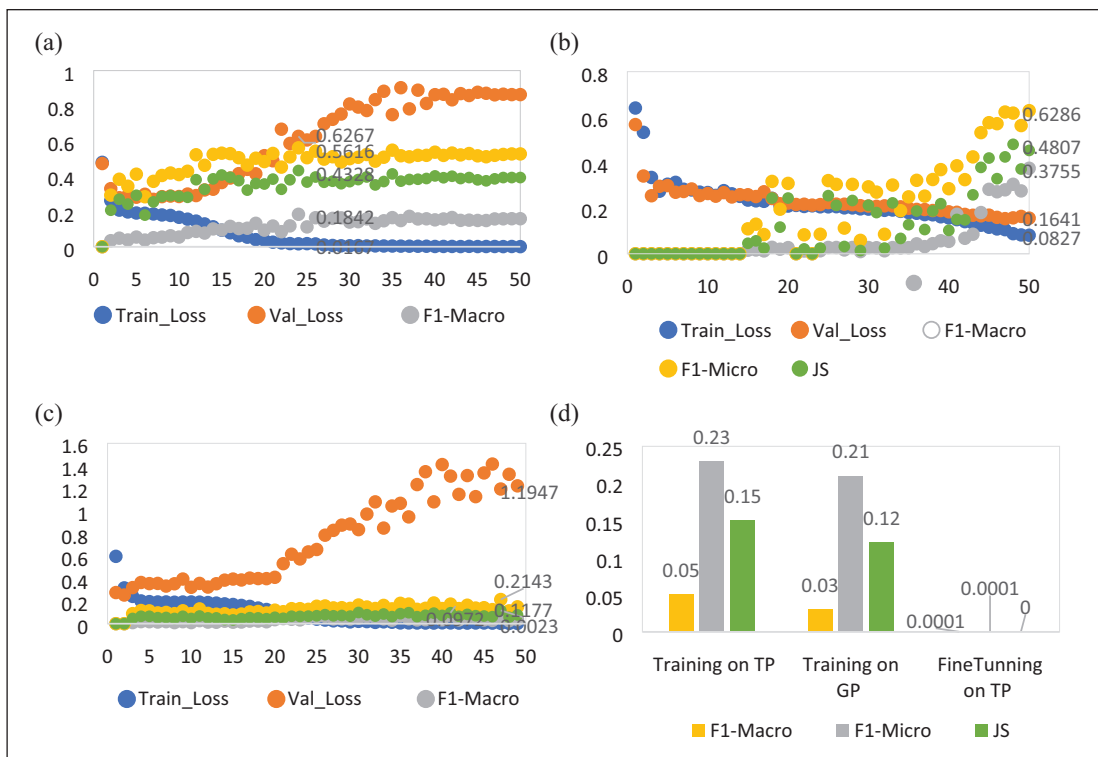 (a)
1
0.8
0.6
0.4
0.2
0
0.6267
0.5616
0.4328
0.1842
0 5 10 15 20 25 30 35 40 45 50
Train_Loss Val_Loss F1-Macro
(b)
0.8
0.6
0.4
0.2
0
0.6286
0.4807
0.3755
0.1641
0.0827
0 10 20 30 40 50
Train_Loss Val_Loss F1-Macro
F1-Micro JS
(c)
1.6
1.4
1.2
1.0
0.8
0.6
0.4
0.2
0
1.1947
0.2143
0.1177
0.0972
0.0023
0 5 10 15 20 25 30 35 40 45 50
Train_Loss Val_Loss F1-Macro
(d)
0.25
0.2
0.15
0.1
0.05
0
0.05
0.23
0.15
0.03
0.21
0.12
0.0001
0.0001
0
Training on TP
Training on
GP
FineTunning
on TP
F1-Macro F1-Micro JS